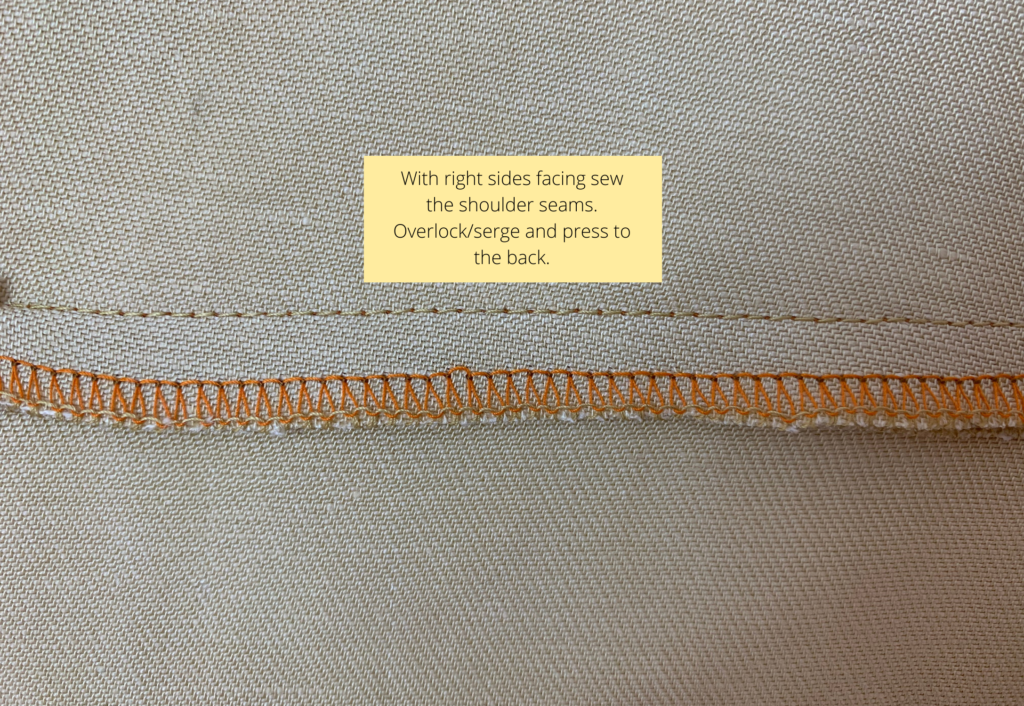 With right sides facing sew
the shoulder seams.
Overlock/serge and press to
the back.